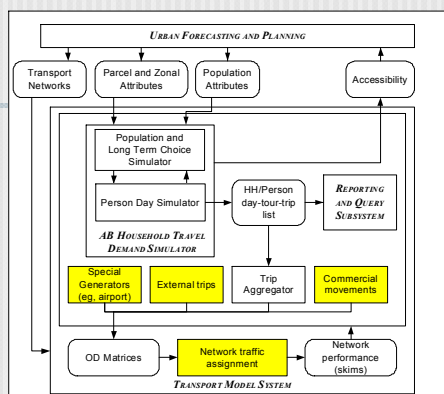 URBAN FORECASTING AND PLANNING
Transport
Networks
Parcel and Zonal
Attributes
Population
Attributes
Accessibility
Population and
Long Term Choice
Simulator
Person Day Simulator
AB HOUSEHOLD TRAVEL
DEMAND SIMULATOR
HH/Person
day-tour-trip
list
REPORTING
AND QUERY
SUBSYSTEM
Special
Generators
(eg, airport)
External trips
Trip
Aggregator
Commercial
movements
OD Matrices
Network traffic
assignment
Network
performance
(skims)
TRANSPORT MODEL SYSTEM